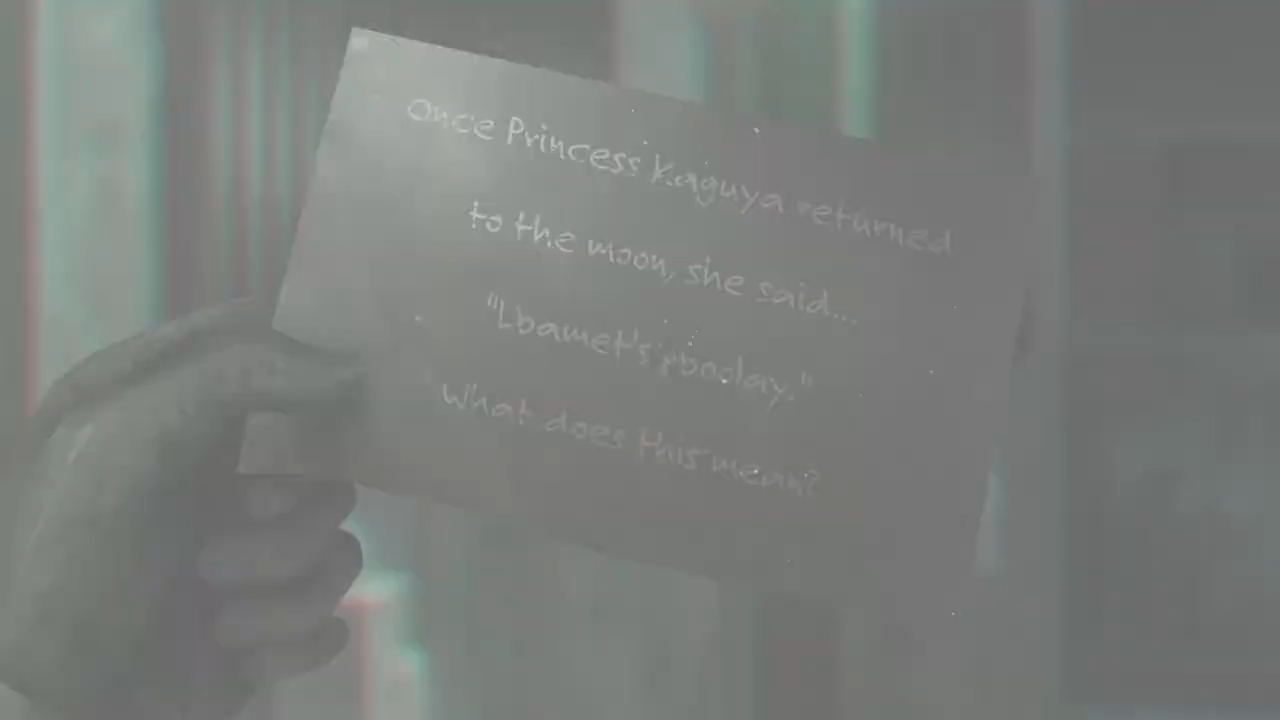 Once Princess Kaguya returned
to the moon, she said....
"Lbamet's rboolay."
What does this mean?